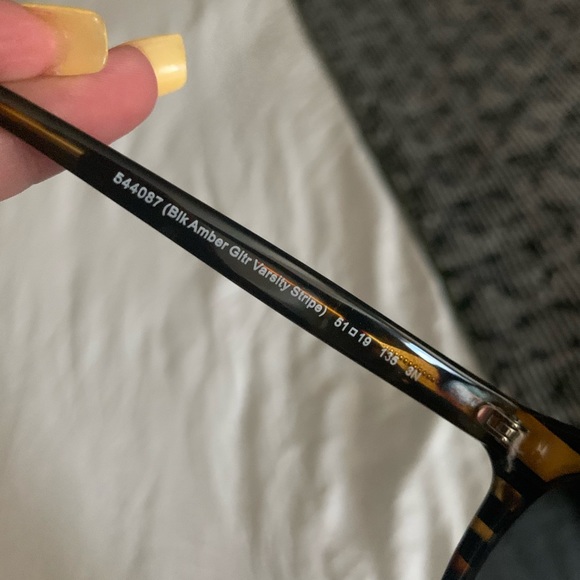 544087 (Blk Amber Gltr Varsity Stripe) 51□19 135 3N